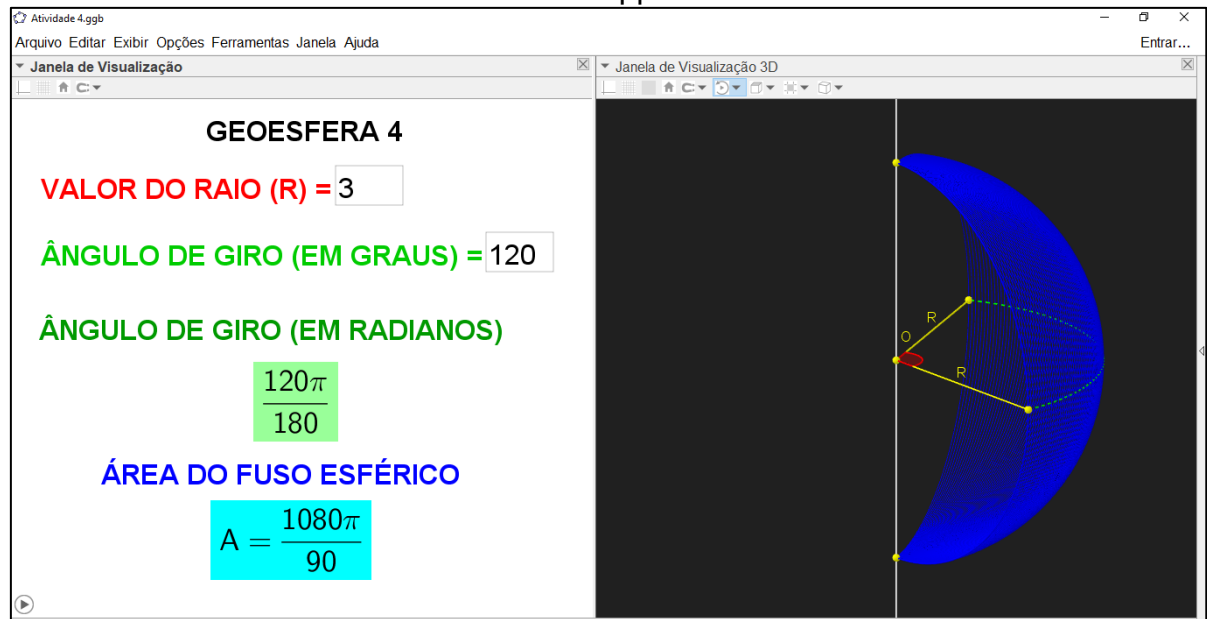 Atividade 4.ggb
Arquivo Editar Exibir Opções Ferramentas Janela Ajuda
Entrar...
Janela de Visualização
Janela de Visualização 3D
GEOESFERA 4
VALOR DO RAIO (R) = 3
ÂNGULO DE GIRO (EM GRAUS) = 120
ÂNGULO DE GIRO (EM RADIANOS)
120π
180
ÁREA DO FUSO ESFÉRICO
A = 1080π
90
R
O
R